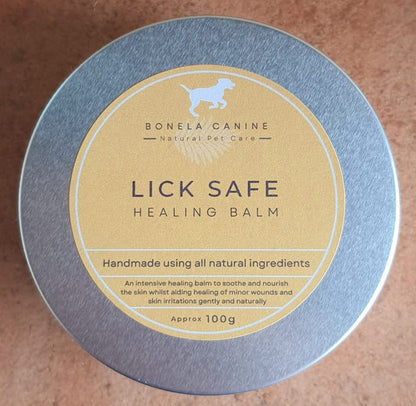 BONELA CANINE
Natural Pet Care
LICK SAFE
HEALING BALM
Handmade using all natural ingredients
An intensive healing balm to soothe and nourish
the skin whilst aiding healing of minor wounds and
skin irritations gently and naturally
Approx 100g